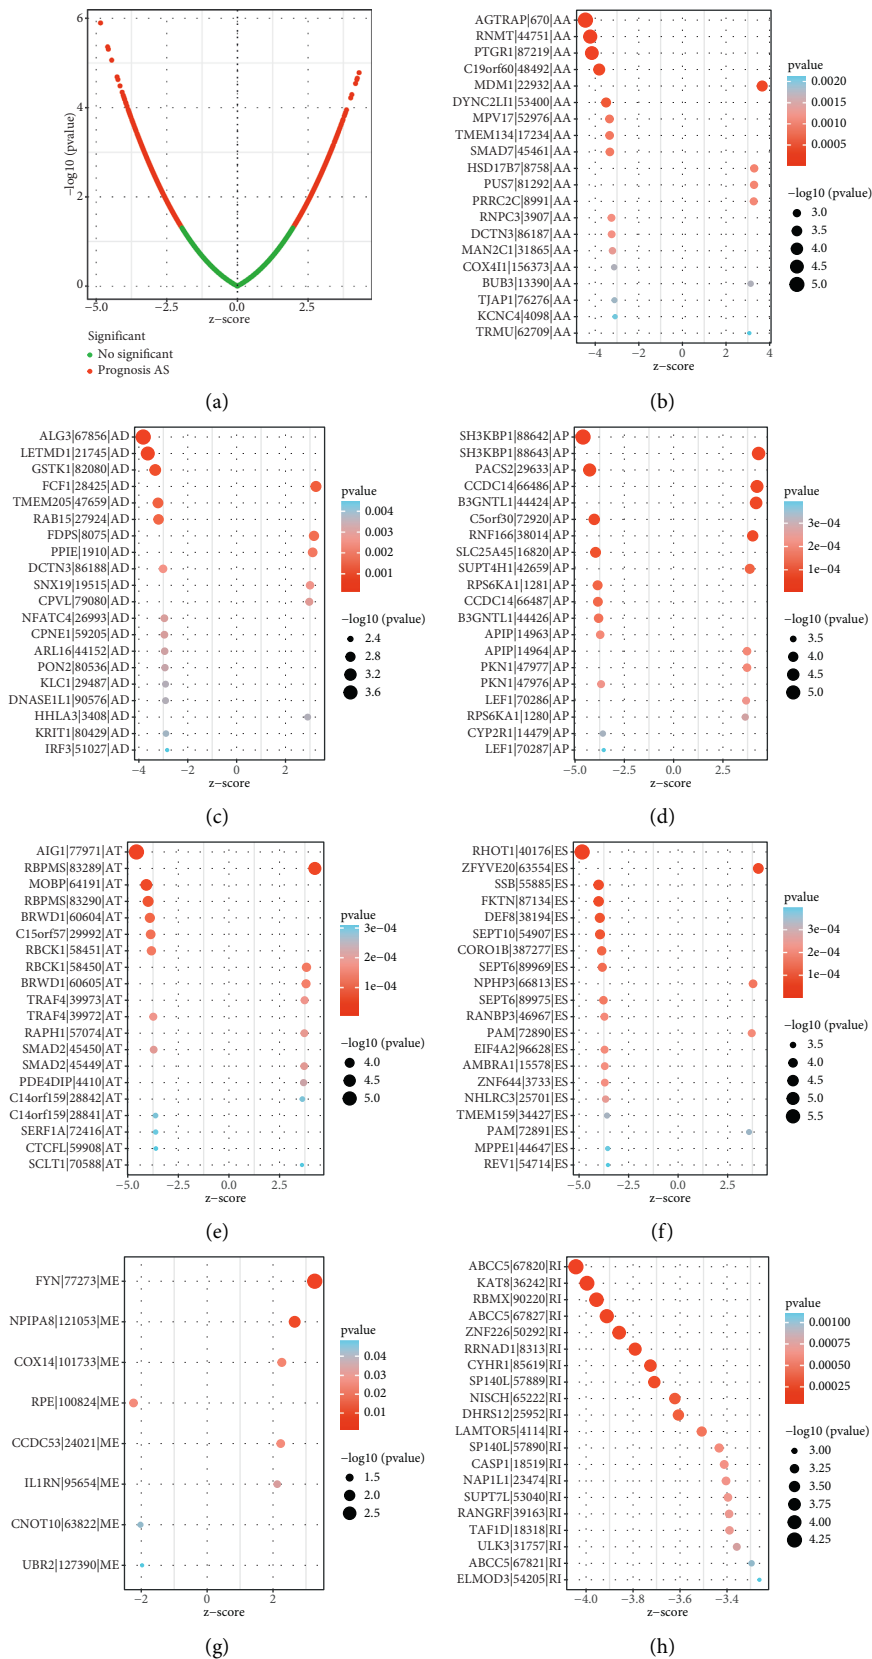 6
4
2
0
−log10 (pvalue)
−5.0
−2.5
0.0
2.5
z−score
Significant
No significant
Prognosis AS
(a)
AGTRAP|670|AA
RNMT|44751|AA
PTGR1|87219|AA
C19orf60|48492|AA
MDM1|22932|AA
DYNC2LI1|53400|AA
MPV17|52976|AA
TMEM134|17234|AA
SMAD7|45461|AA
HSD17B7|8758|AA
PUS7|81292|AA
PRRC2C|8991|AA
RNPC3|3907|AA
DCTN3|86187|AA
MAN2C1|31865|AA
COX4I1|156373|AA
BUB3|13390|AA
TJAP1|76276|AA
KCNC4|4098|AA
TRMU|62709|AA
−4
−2
0
2
4
z−score
pvalue
0.0020
0.0015
0.0010
0.0005
−log10 (pvalue)
3.0
3.5
4.0
4.5
5.0
(b)
ALG3|67856|AD
LETMD1|21745|AD
GSTK1|82080|AD
FCF1|28425|AD
TMEM205|47659|AD
RAB15|27924|AD
FDPS|8075|AD
PPIE|1910|AD
DCTN3|86188|AD
SNX19|19515|AD
CPVL|79080|AD
NFATC4|26993|AD
CPNE1|59205|AD
ARL16|44152|AD
PON2|80536|AD
KLC1|29487|AD
DNASE1L1|90576|AD
HHLA3|3408|AD
KRIT1|80429|AD
IRF3|51027|AD
−4
−2
0
2
z−score
pvalue
0.004
0.003
0.002
0.001
−log10 (pvalue)
2.4
2.8
3.2
3.6
(c)
SH3KBP1|88642|AP
SH3KBP1|88643|AP
PACS2|29633|AP
CCDC14|66486|AP
B3GNTL1|44424|AP
C5orf30|72920|AP
RNF166|38014|AP
SLC25A45|16820|AP
SUPT4H1|42659|AP
RPS6KA1|1281|AP
CCDC14|66487|AP
B3GNTL1|44426|AP
APIP|14963|AP
APIP|14964|AP
PKN1|47977|AP
PKN1|47976|AP
LEF1|70286|AP
RPS6KA1|1280|AP
CYP2R1|14479|AP
LEF1|70287|AP
−5.0
−2.5
0.0
2.5
z−score
pvalue
3e−04
2e−04
1e−04
−log10 (pvalue)
3.5
4.0
4.5
5.0
(d)
AIG1|77971|AT
RBPMS|83289|AT
MOBP|64191|AT
RBPMS|83290|AT
BRWD1|60604|AT
C15orf57|29992|AT
RBCK1|58451|AT
RBCK1|58450|AT
BRWD1|60605|AT
TRAF4|39973|AT
TRAF4|39972|AT
RAPH1|57074|AT
SMAD2|45450|AT
SMAD2|45449|AT
PDE4DIP|4410|AT
C14orf159|28842|AT
C14orf159|28841|AT
SERF1A|72416|AT
CTCFL|59908|AT
SCLT1|70588|AT
−5.0
−2.5
0.0
2.5
z−score
pvalue
3e−04
2e−04
1e−04
−log10 (pvalue)
4.0
4.5
5.0
(e)
RHOT1|40176|ES
ZFYVE20|63554|ES
SSB|55885|ES
FKTN|87134|ES
DEF8|38194|ES
SEPT10|54907|ES
CORO1B|387277|ES
SEPT6|89969|ES
NPHP3|66813|ES
SEPT6|89975|ES
RANBP3|46967|ES
PAM|72890|ES
EIF4A2|96628|ES
AMBRA1|15578|ES
ZNF644|3733|ES
NHLRC3|25701|ES
TMEM159|34427|ES
PAM|72891|ES
MPPE1|44647|ES
REV1|54714|ES
−5.0
−2.5
0.0
2.5
z−score
pvalue
3e−04
2e−04
1e−04
−log10 (pvalue)
3.5
4.0
4.5
5.0
5.5
(f)
FYN|77273|ME
NPIPA8|121053|ME
COX14|101733|ME
RPE|100824|ME
CCDC53|24021|ME
IL1RN|95654|ME
CNOT10|63822|ME
UBR2|127390|ME
−2
0
2
z−score
pvalue
0.04
0.03
0.02
0.01
−log10 (pvalue)
1.5
2.0
2.5
(g)
ABCC5|67820|RI
KAT8|36242|RI
RBMX|90220|RI
ABCC5|67827|RI
ZNF226|50292|RI
RRNAD1|8313|RI
CYHR1|85619|RI
SP140L|57889|RI
NISCH|65222|RI
DHRS12|25952|RI
LAMTOR5|4114|RI
SP140L|57890|RI
CASP1|18519|RI
NAP1L1|23474|RI
SUPT7L|53040|RI
RANGRF|39163|RI
TAF1D|18318|RI
ULK3|31757|RI
ABCC5|67821|RI
ELMOD3|54205|RI
−4.0
−3.8
−3.6
−3.4
z−score
pvalue
0.00100
0.00075
0.00050
0.00025
−log10 (pvalue)
3.00
3.25
3.50
3.75
4.00
4.25
(h)